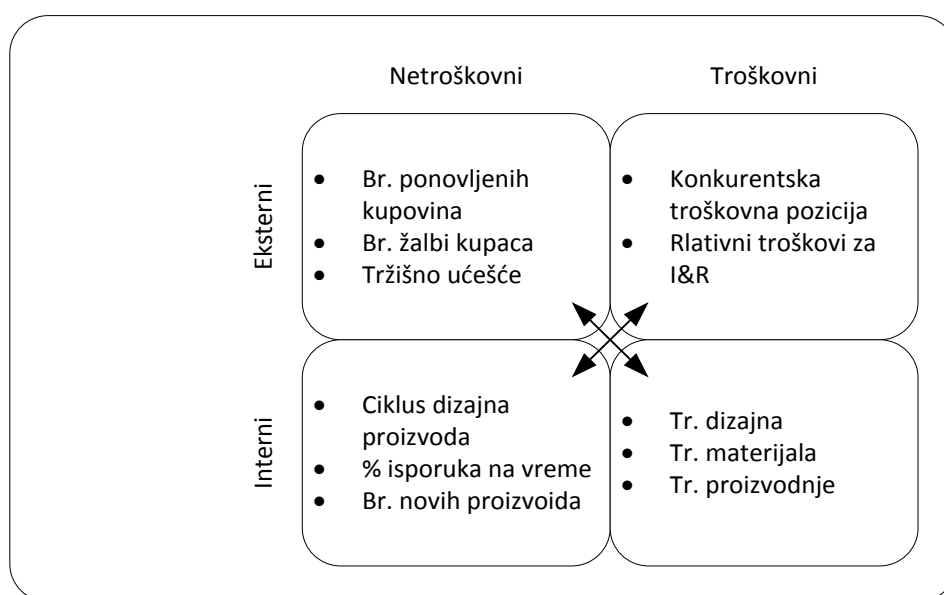 Netroškovni
Troškovni
Eksterni
• Br. ponovljenih
kupovina
• Br. žalbi kupaca
• Tržišno ućešće
• Konkurentska
troškovna pozicija
• Rlativni troškovi za
I&R
Interni
• Ciklus dizajna
proizvoda
• % isporuka na vreme
• Br. novih proizvoida
• Tr. dizajna
• Tr. materijala
• Tr. proizvodnje